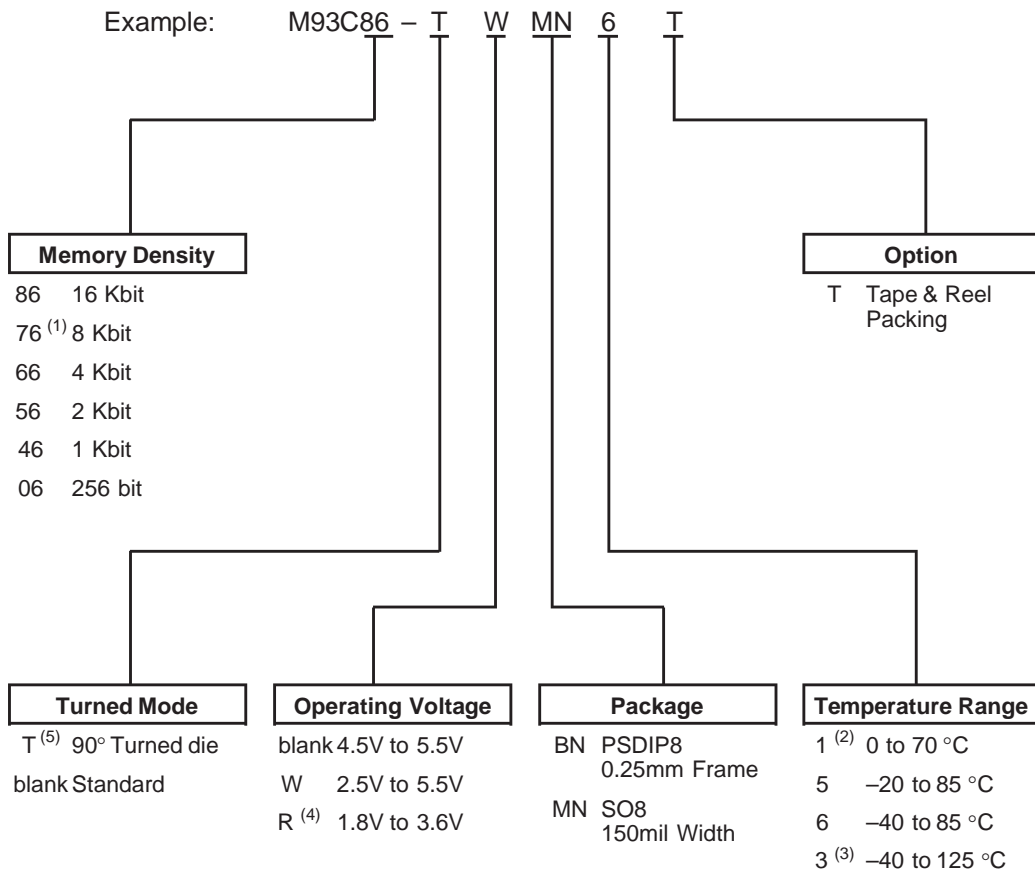 Example: M93C86 – T W MN 6 T
Memory Density
86 16 Kbit
76 (1) 8 Kbit
66 4 Kbit
56 2 Kbit
46 1 Kbit
06 256 bit
Option
T Tape & Reel
Packing
Turned Mode
T (5) 90° Turned die
blank Standard
Operating Voltage
blank 4.5V to 5.5V
W 2.5V to 5.5V
R (4) 1.8V to 3.6V
Package
BN PSDIP8
0.25mm Frame
MN SO8
150mil Width
Temperature Range
1 (2) 0 to 70 °C
5 –20 to 85 °C
6 –40 to 85 °C
3 (3) –40 to 125 °C